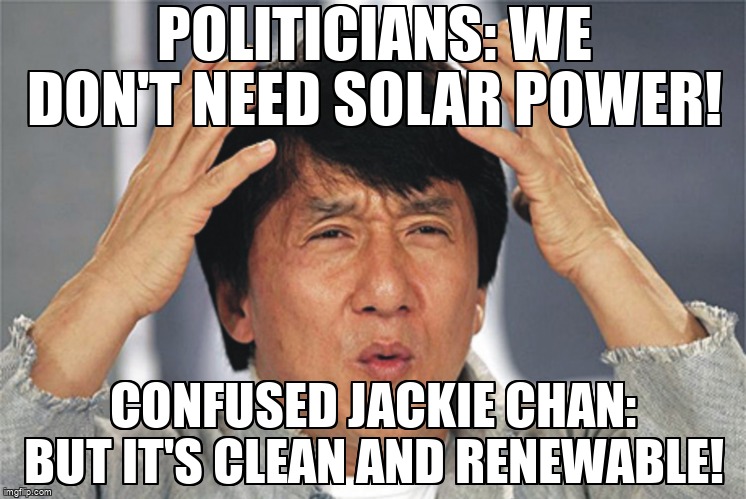 POLITICIANS: WE
DON'T NEED SOLAR POWER!
CONFUSED JACKIE CHAN:
BUT IT'S CLEAN AND RENEWABLE!
imgflip.com